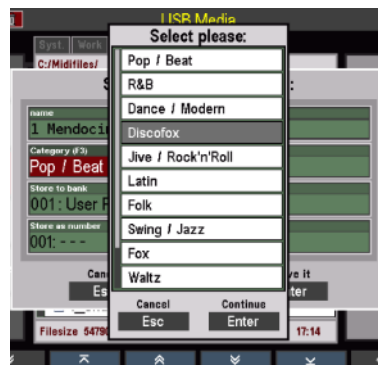 USB Media
Syst.
Work
C:/Midifiles/
Select please:
Pop / Beat
R&B
Dance / Modern
Discofox
Jive / Rock'n'Roll
Latin
Folk
Swing / Jazz
Fox
Waltz
Cancel
Continue
Esc
Enter
S
:
name
1 Mendoci
Category (F3)
Pop / Beat
Store to bank
001: User
Store as number
001: - - -
Filesize 5479
17:14